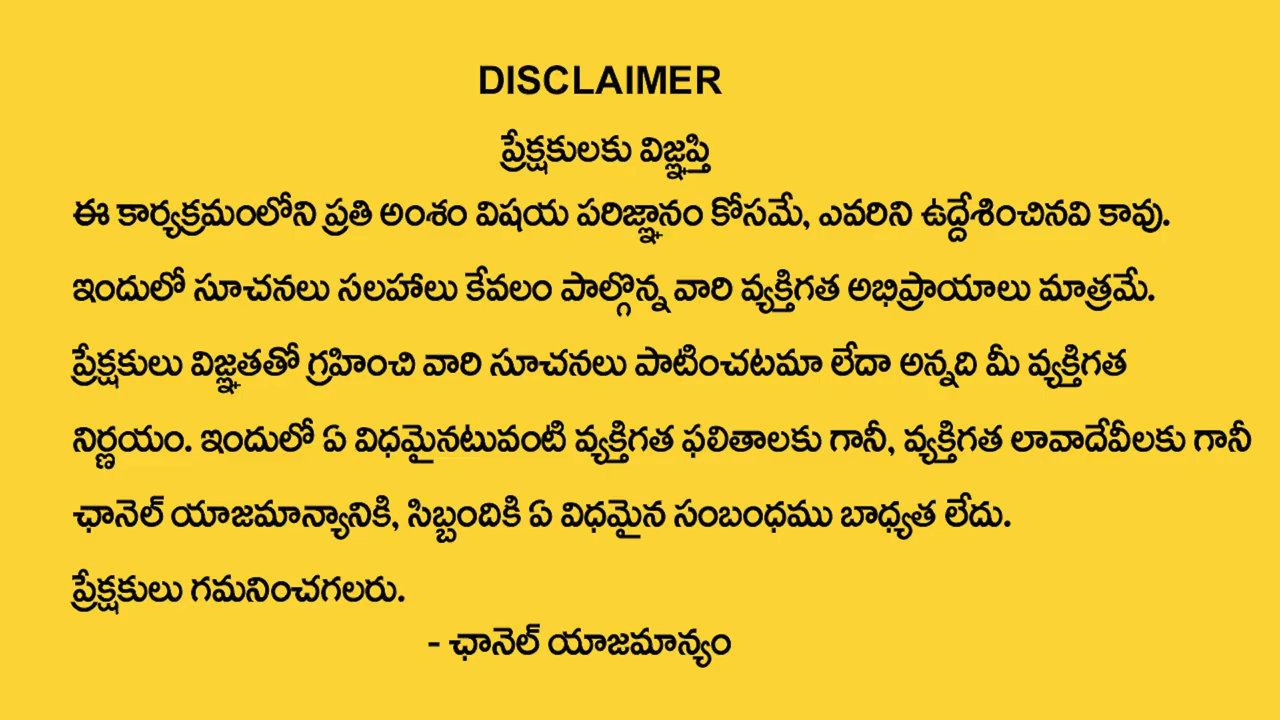 DISCLAIMER
ప్రేక్షకులకు విజ్ఞప్తి
ఈ కార్యక్రమంలోని ప్రతి అంశం విషయ పరిజ్ఞానం కోసమే, ఎవరిని ఉద్దేశించినవి కావు.
ఇందులో సూచనలు సలహాలు కేవలం పాల్గొన్న వారి వ్యక్తిగత అభిప్రాయాలు మాత్రమే.
ప్రేక్షకులు విజ్ఞతతో గ్రహించి వారి సూచనలు పాటించటమా లేదా అన్నది మీ వ్యక్తిగత
నిర్ణయం. ఇందులో ఏ విధమైనటువంటి వ్యక్తిగత ఫలితాలకు గానీ, వ్యక్తిగత లావాదేవీలకు గానీ
ఛానెల్ యాజమాన్యానికి, సిబ్బందికి ఏ విధమైన సంబంధము బాధ్యత లేదు.
ప్రేక్షకులు గమనించగలరు.
- ఛానెల్ యాజమాన్యం